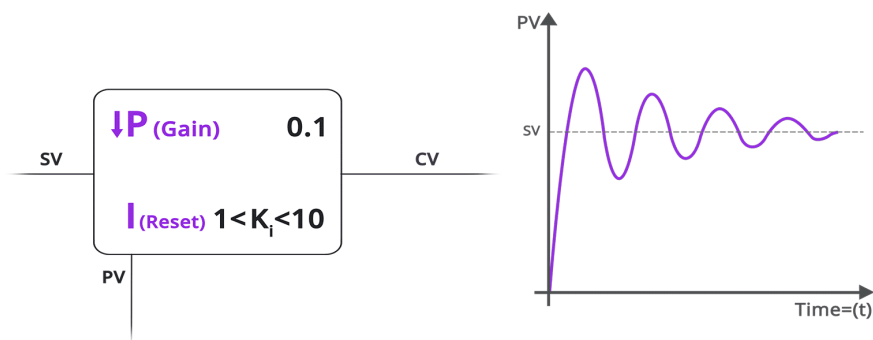 ↓P (Gain) 0.1
SV
CV
I (Reset) 1<Ki<10
PV
PV
SV
Time=(t)